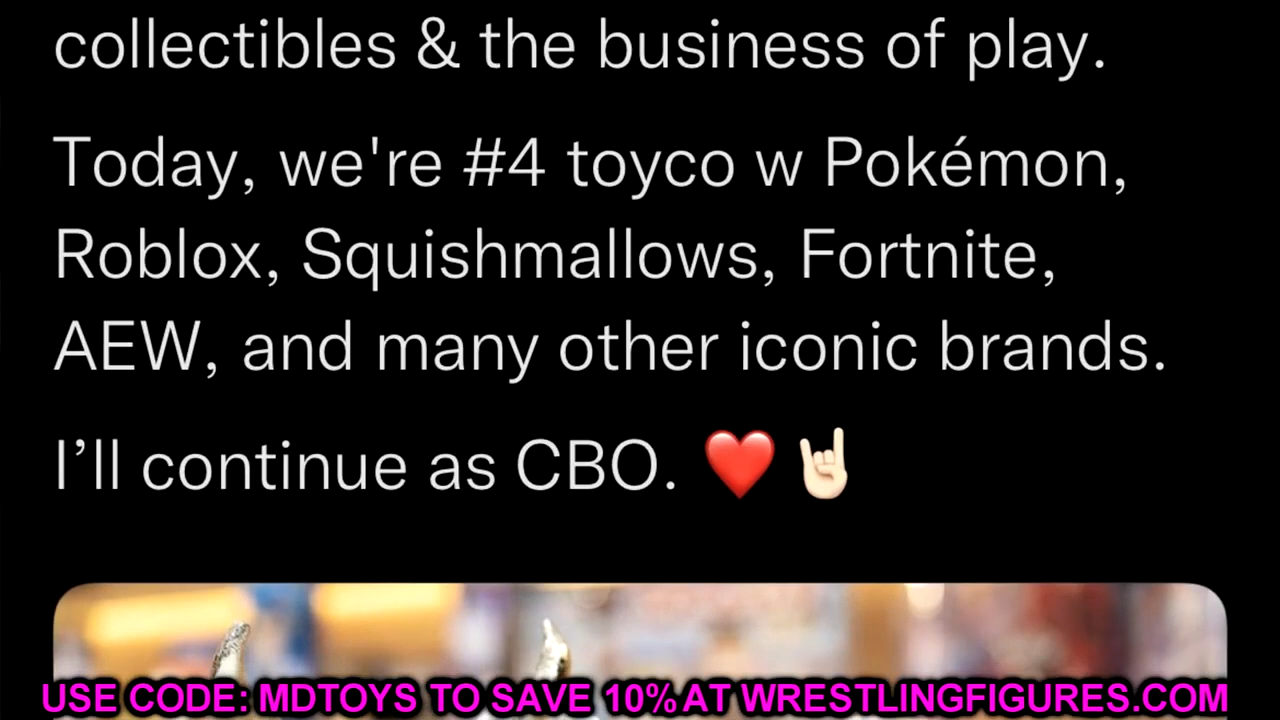 collectibles & the business of play.
Today, we're #4 toyco w Pokémon,
Roblox, Squishmallows, Fortnite,
AEW, and many other iconic brands.
I’ll continue as CBO. ❤️🤘🏻
USE CODE: MDTOYS TO SAVE 10% AT WRESTLINGFIGURES.COM